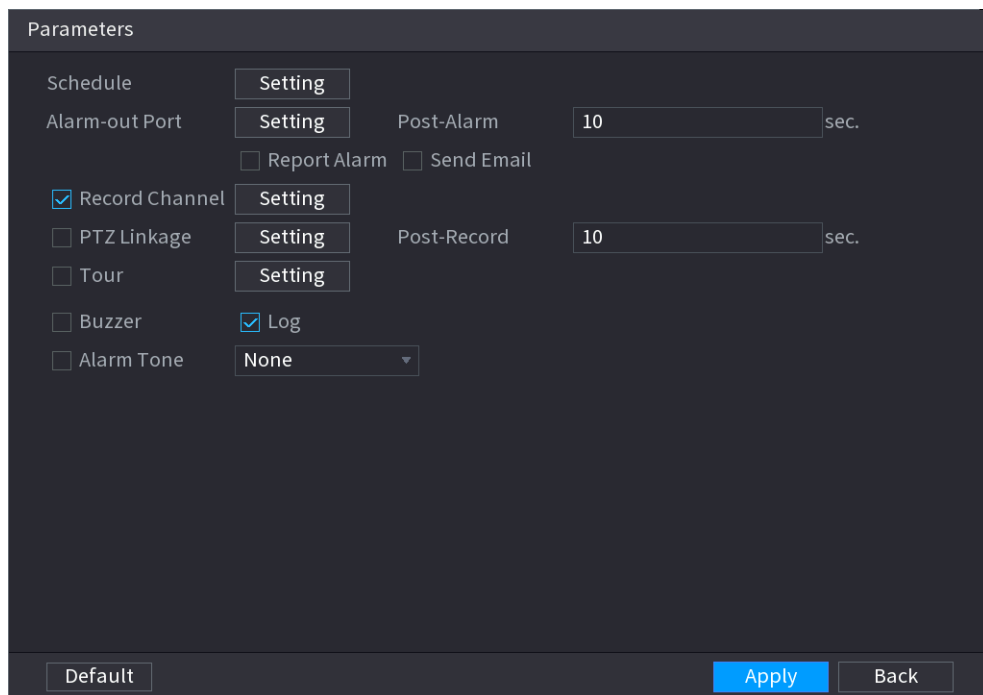 Parameters
Schedule Setting
Alarm-out Port Setting Post-Alarm 10 sec.
Report Alarm Send Email
Record Channel Setting
PTZ Linkage Setting Post-Record 10 sec.
Tour Setting
Buzzer Log
Alarm Tone None
Default Apply Back